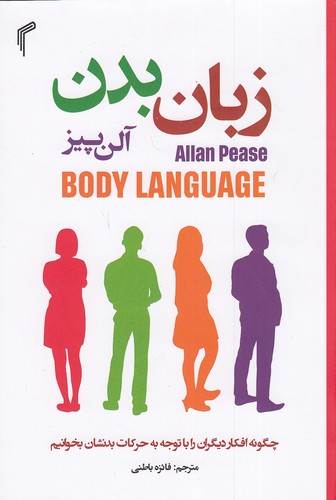 زبان بدن
آلن پیز
Allan Pease
BODY LANGUAGE
چگونه افکار دیگران را با توجه به حرکات بدنشان بخوانیم
مترجم: فائزه باطنی